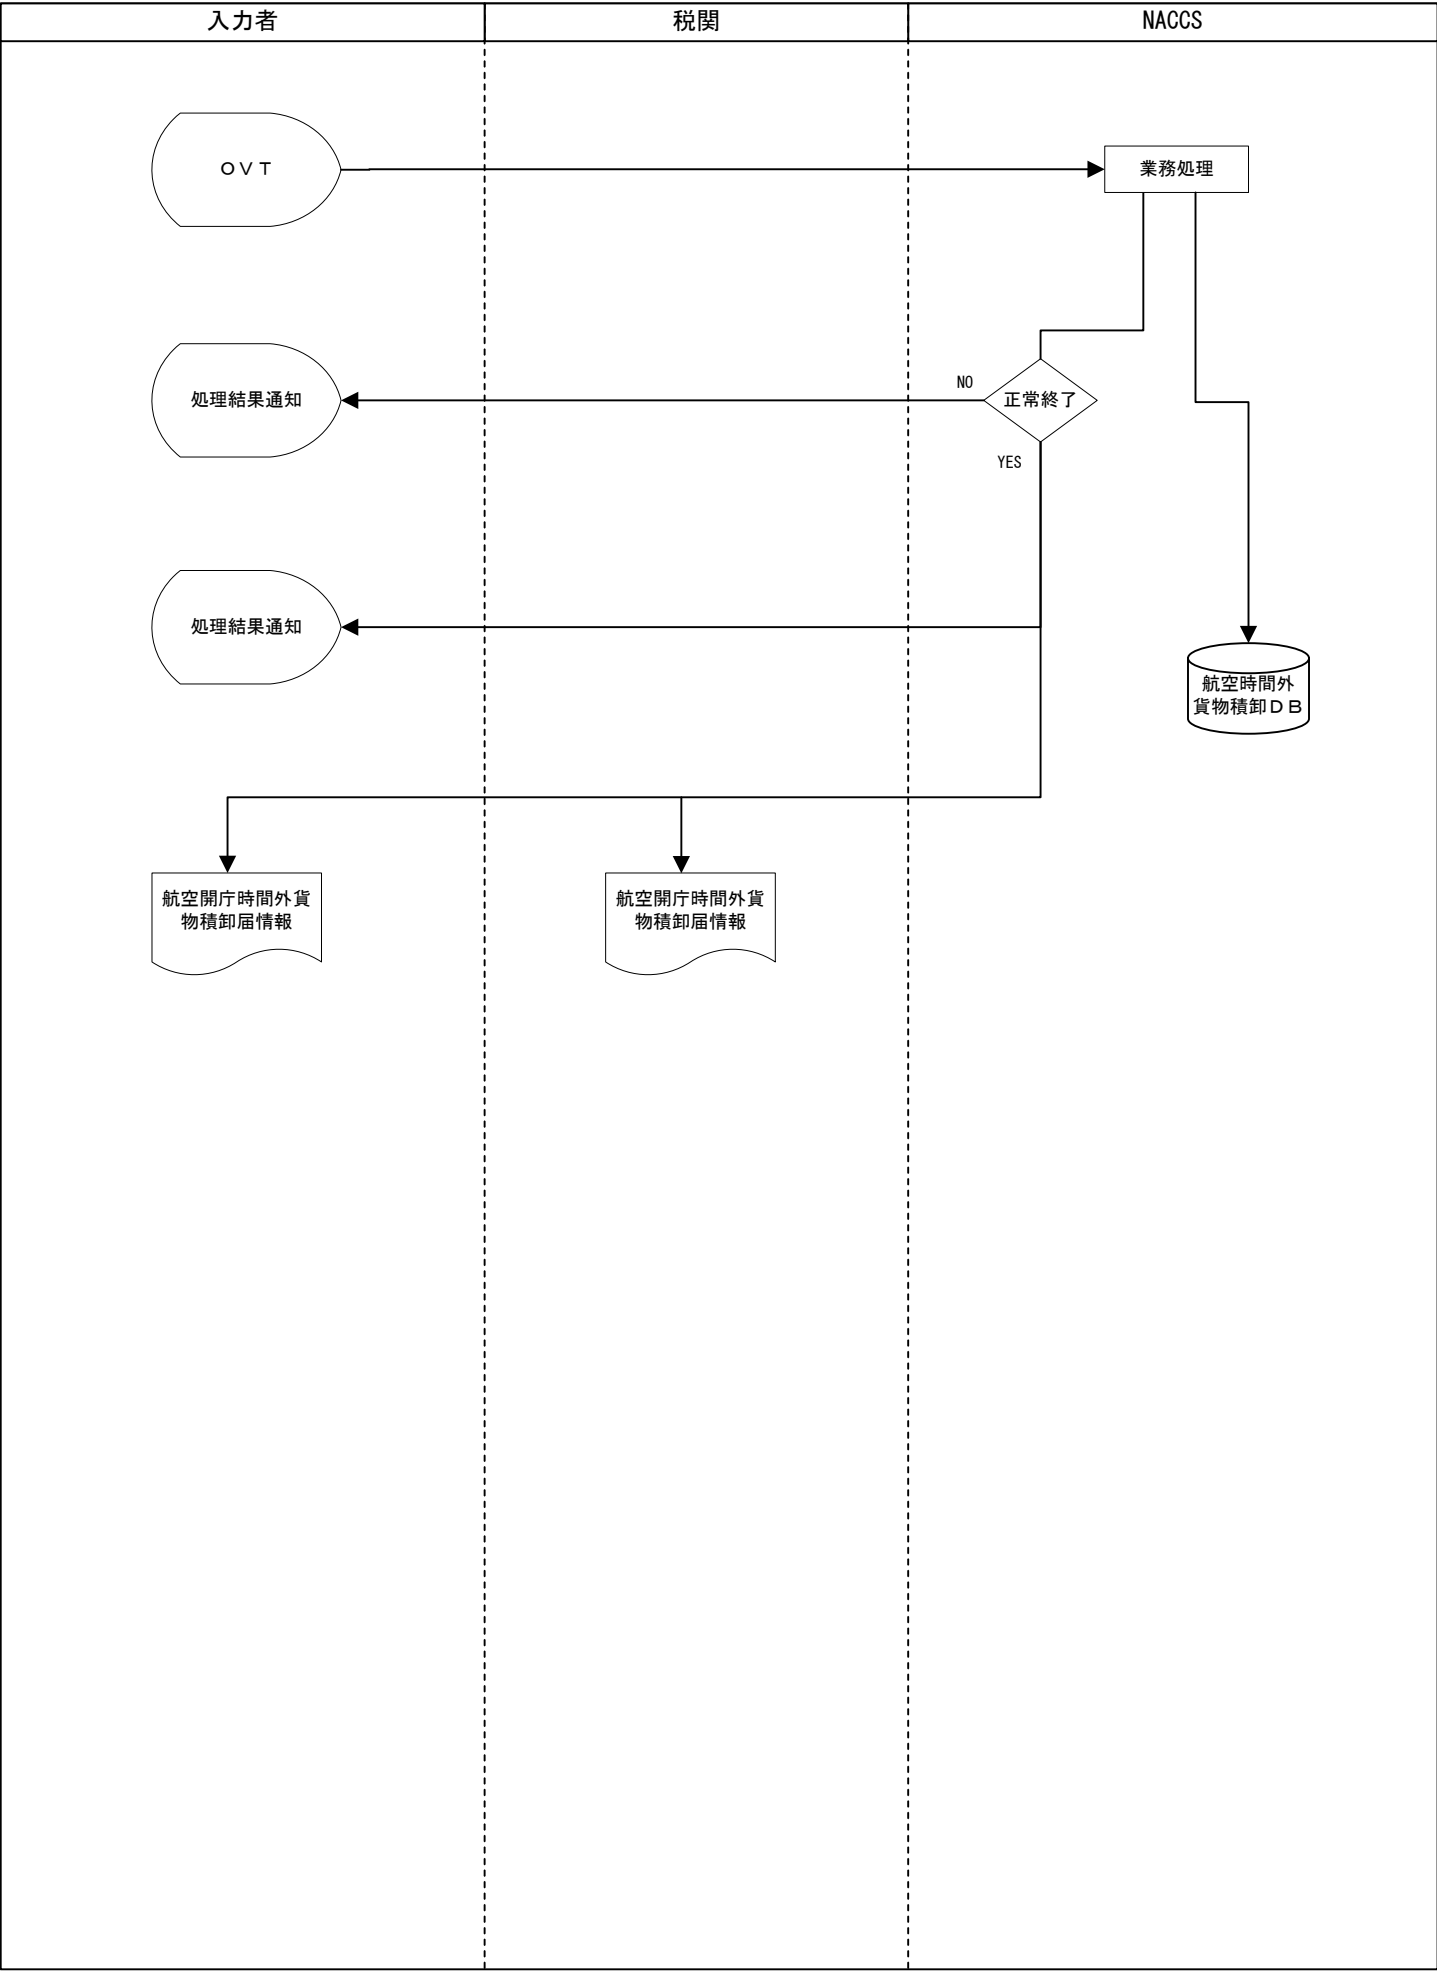 入力者
税関
NACCS
ＯＶＴ
業務処理
処理結果通知
NO
正常終了
YES
処理結果通知
航空時間外
貨物積卸ＤＢ
航空開庁時間外貨
物積卸届情報
航空開庁時間外貨
物積卸届情報